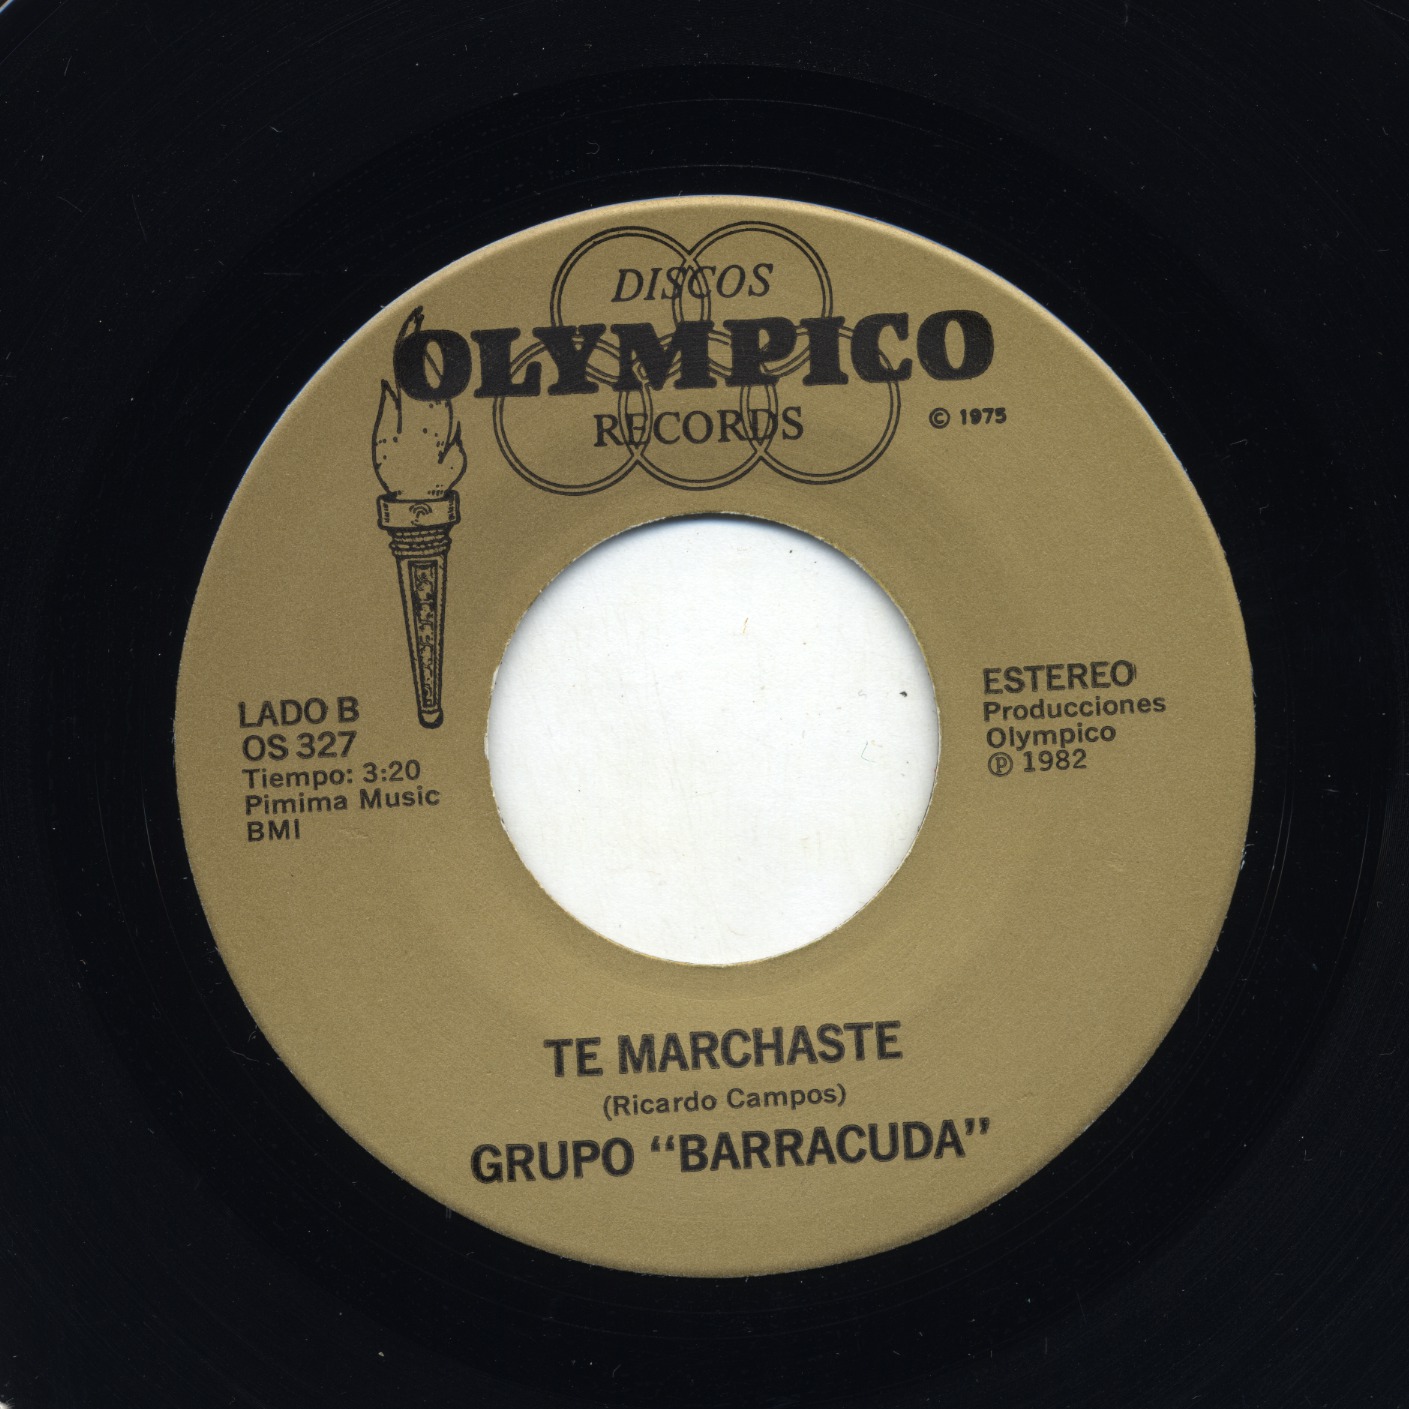 DISCOS
OLYMPICO
RECORDS
© 1975
LADO B
OS 327
Tiempo: 3:20
Pimima Music
BMI
ESTEREO
Producciones
Olympico
℗ 1982
TE MARCHASTE
(Ricardo Campos)
GRUPO “BARRACUDA”